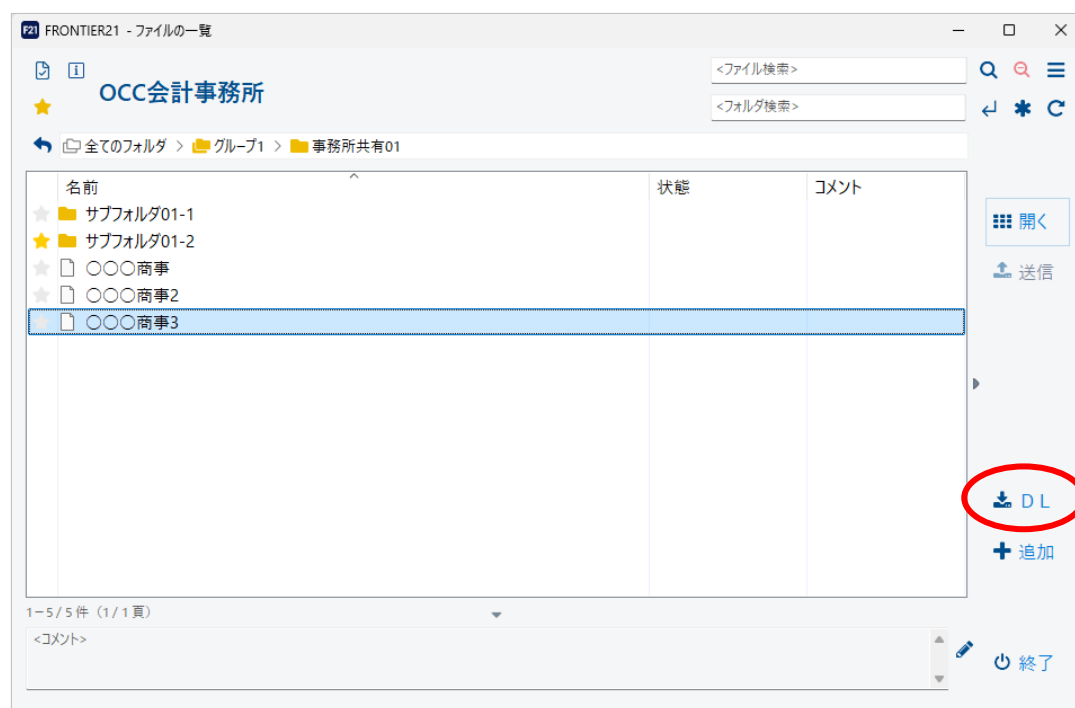 F21 FRONTIER21 - ファイルの一覧
<ファイル検索>
OCC会計事務所
<フォルダ検索>
全てのフォルダ > グループ1 > 事務所共有01
名前 状態 コメント
サブフォルダ01-1
サブフォルダ01-2
〇〇〇商事
〇〇〇商事2
〇〇〇商事3
開く
送信
DL
追加
1-5/5件（1/1頁）
<コメント>
終了